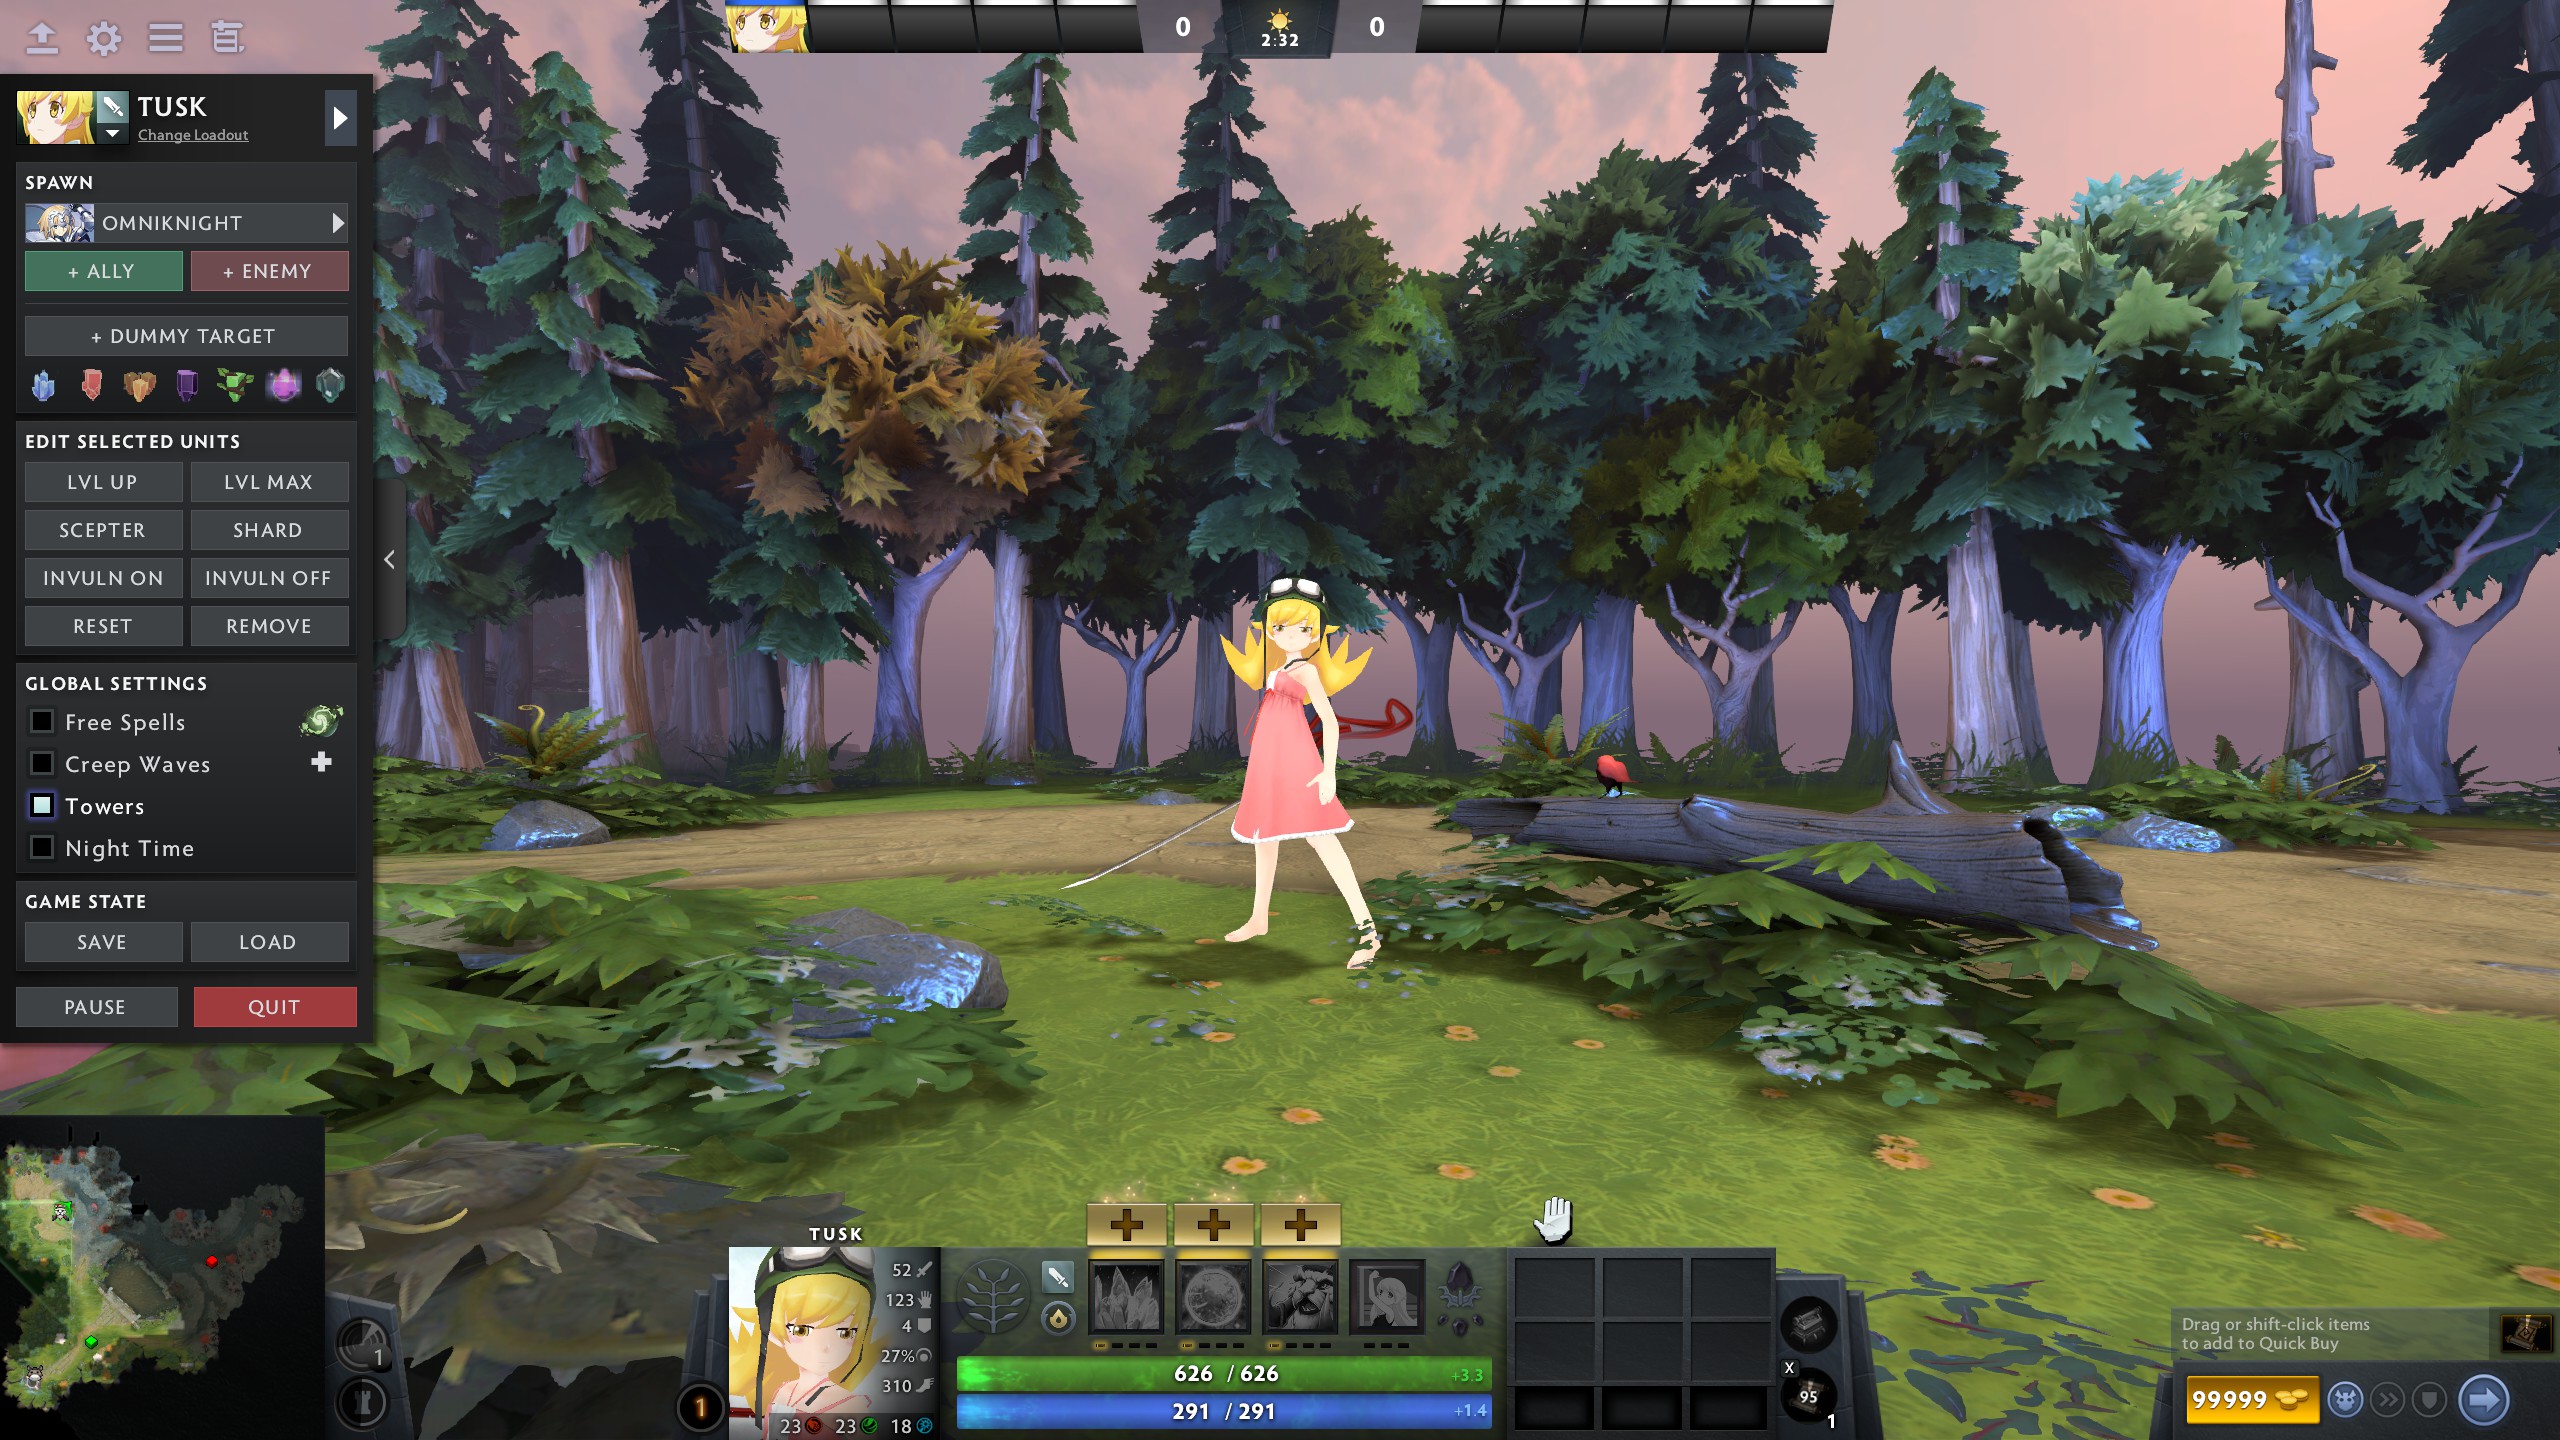 0
2:32
0
TUSK
Change Loadout
SPAWN
OMNIKNIGHT
+ ALLY
+ ENEMY
+ DUMMY TARGET
EDIT SELECTED UNITS
LVL UP
LVL MAX
SCEPTER
SHARD
INVULN ON
INVULN OFF
RESET
REMOVE
GLOBAL SETTINGS
Free Spells
Creep Waves
Towers
Night Time
GAME STATE
SAVE
LOAD
PAUSE
QUIT
1
1
TUSK
52
123
4
27%
310
23
23
18
626 / 626
+3.3
291 / 291
+1.4
X
95
1
Drag or shift-click items
to add to Quick Buy
99999